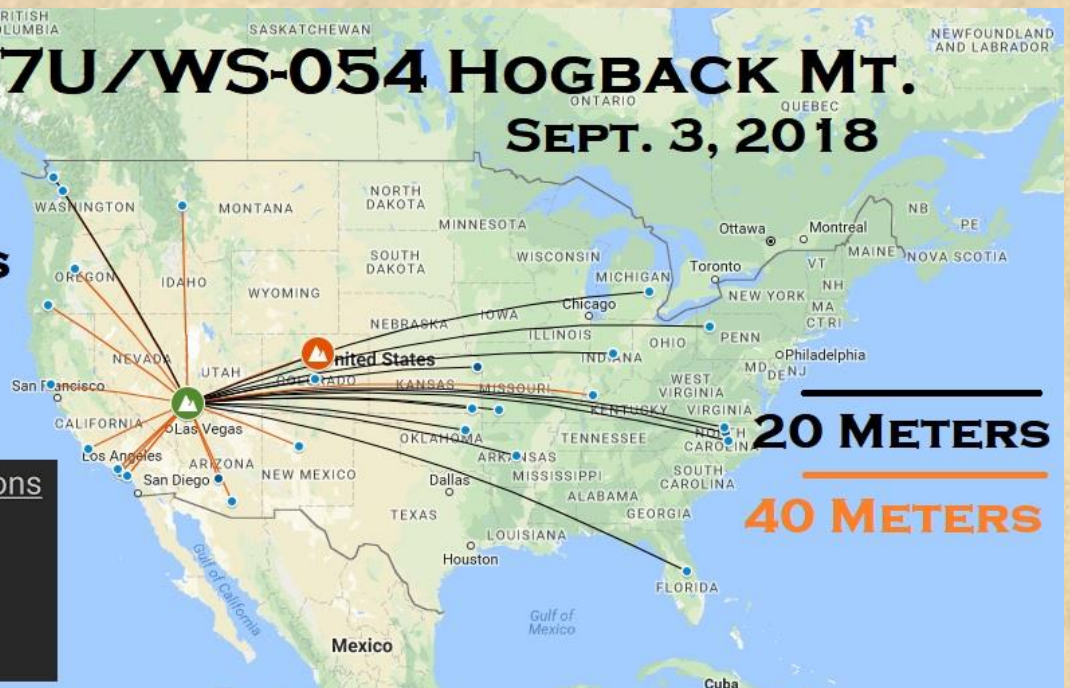 RITISH
OLUMBIA
SASKATCHEWAN
NEWFOUNDLAND
AND LABRADOR
7U/WS-054 HOGBACK MT.
ONTARIO
QUEBEC
SEPT. 3, 2018
WASHINGTON
MONTANA
NORTH
DAKOTA
MINNESOTA
Ottawa
Montreal
NB
PE
S
OREGON
IDAHO
SOUTH
DAKOTA
WISCONSIN
MICHIGAN
Toronto
VT
MAINE
NOVA SCOTIA
WYOMING
NH
NEW YORK
MA
CT RI
Chicago
NEBRASKA
IOWA
ILLINOIS
INDIANA
OHIO
PENN
NEVADA
UTAH
nited States
Philadelphia
MD
DE
NJ
San Francisco
COLORADO
KANSAS
MISSOURI
WEST
VIRGINIA
CALIFORNIA
Las Vegas
KENTUCKY
VIRGINIA
OKLAHOMA
TENNESSEE
NORTH
CAROLINA
20 METERS
Los Angeles
ARIZONA
NEW MEXICO
ARKANSAS
ons
San Diego
Dallas
MISSISSIPPI
SOUTH
CAROLINA
ALABAMA
TEXAS
GEORGIA
40 METERS
LOUISIANA
Houston
Gulf of California
FLORIDA
Gulf of
Mexico
Mexico
Cuba